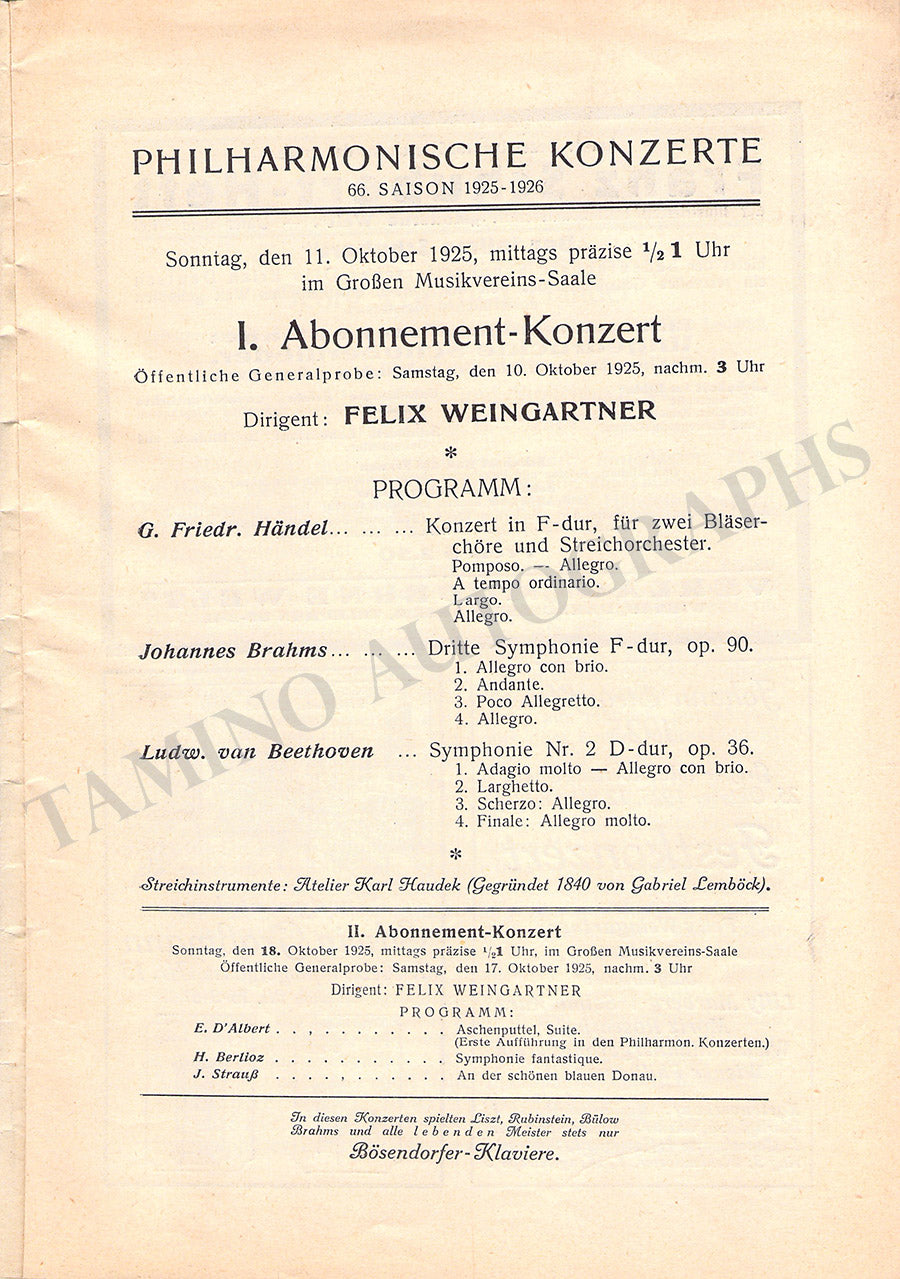 PHILHARMONISCHE KONZERTE
66. SAISON 1925-1926
Sonntag, den 11. Oktober 1925, mittags präzise 1/2 1 Uhr
im Großen Musikvereins-Saale
I. Abonnement-Konzert
Öffentliche Generalprobe: Samstag, den 10. Oktober 1925, nachm. 3 Uhr
Dirigent: FELIX WEINGARTNER
*
PROGRAMM:
G. Friedr. Händel... ... ... Konzert in F-dur, für zwei Bläser-
chöre und Streichorchester.
Pomposo. — Allegro.
A tempo ordinario.
Largo.
Allegro.
Johannes Brahms... ... ... Dritte Symphonie F-dur, op. 90.
1. Allegro con brio.
2. Andante.
3. Poco Allegretto.
4. Allegro.
Ludw. van Beethoven ... Symphonie Nr. 2 D-dur, op. 36.
1. Adagio molto — Allegro con brio.
2. Larghetto.
3. Scherzo: Allegro.
4. Finale: Allegro molto.
*
Streichinstrumente: Atelier Karl Haudek (Gegründet 1840 von Gabriel Lemböck).
II. Abonnement-Konzert
Sonntag, den 18. Oktober 1925, mittags präzise 1/2 1 Uhr, im Großen Musikvereins-Saale
Öffentliche Generalprobe: Samstag, den 17. Oktober 1925, nachm. 3 Uhr
Dirigent: FELIX WEINGARTNER
PROGRAMM:
E. D'Albert . . , . . . . . . . . . Aschenputtel, Suite.
(Erste Aufführung in den Philharmon. Konzerten.)
H. Berlioz . . . . . . . . . . . . Symphonie fantastique.
J. Strauß . . . . , . . . . . . . An der schönen blauen Donau.
In diesen Konzerten spielten Liszt, Rubinstein, Bülow
Brahms und alle lebenden Meister stets nur
Bösendorfer-Klaviere.
TAMINO AUTOGRAPHS